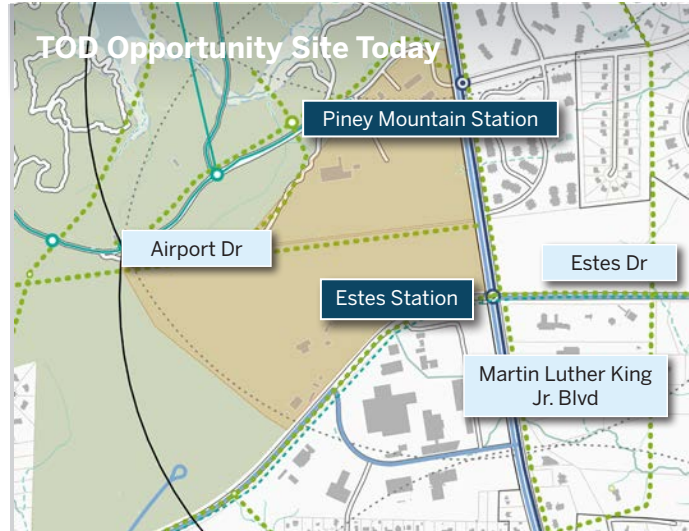 TOD Opportunity Site Today
Piney Mountain Station
Airport Dr
Estes Dr
Estes Station
Martin Luther King
Jr. Blvd